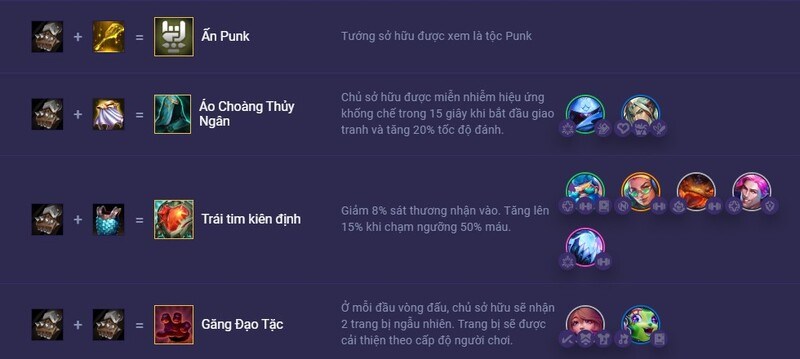 + = Ấn Punk
Tướng sở hữu được xem là tộc Punk
+ = Áo Choàng Thủy
Ngân
Chủ sở hữu được miễn nhiễm hiệu ứng
khống chế trong 15 giây khi bắt đầu giao
tranh và tăng 20% tốc độ đánh.
+ = Trái tim kiên định
Giảm 8% sát thương nhận vào. Tăng lên
15% khi chạm ngưỡng 50% máu.
+ = Găng Đạo Tặc
Ở mỗi đầu vòng đấu, chủ sở hữu sẽ nhận
2 trang bị ngẫu nhiên. Trang bị sẽ được
cải thiện theo cấp độ người chơi.